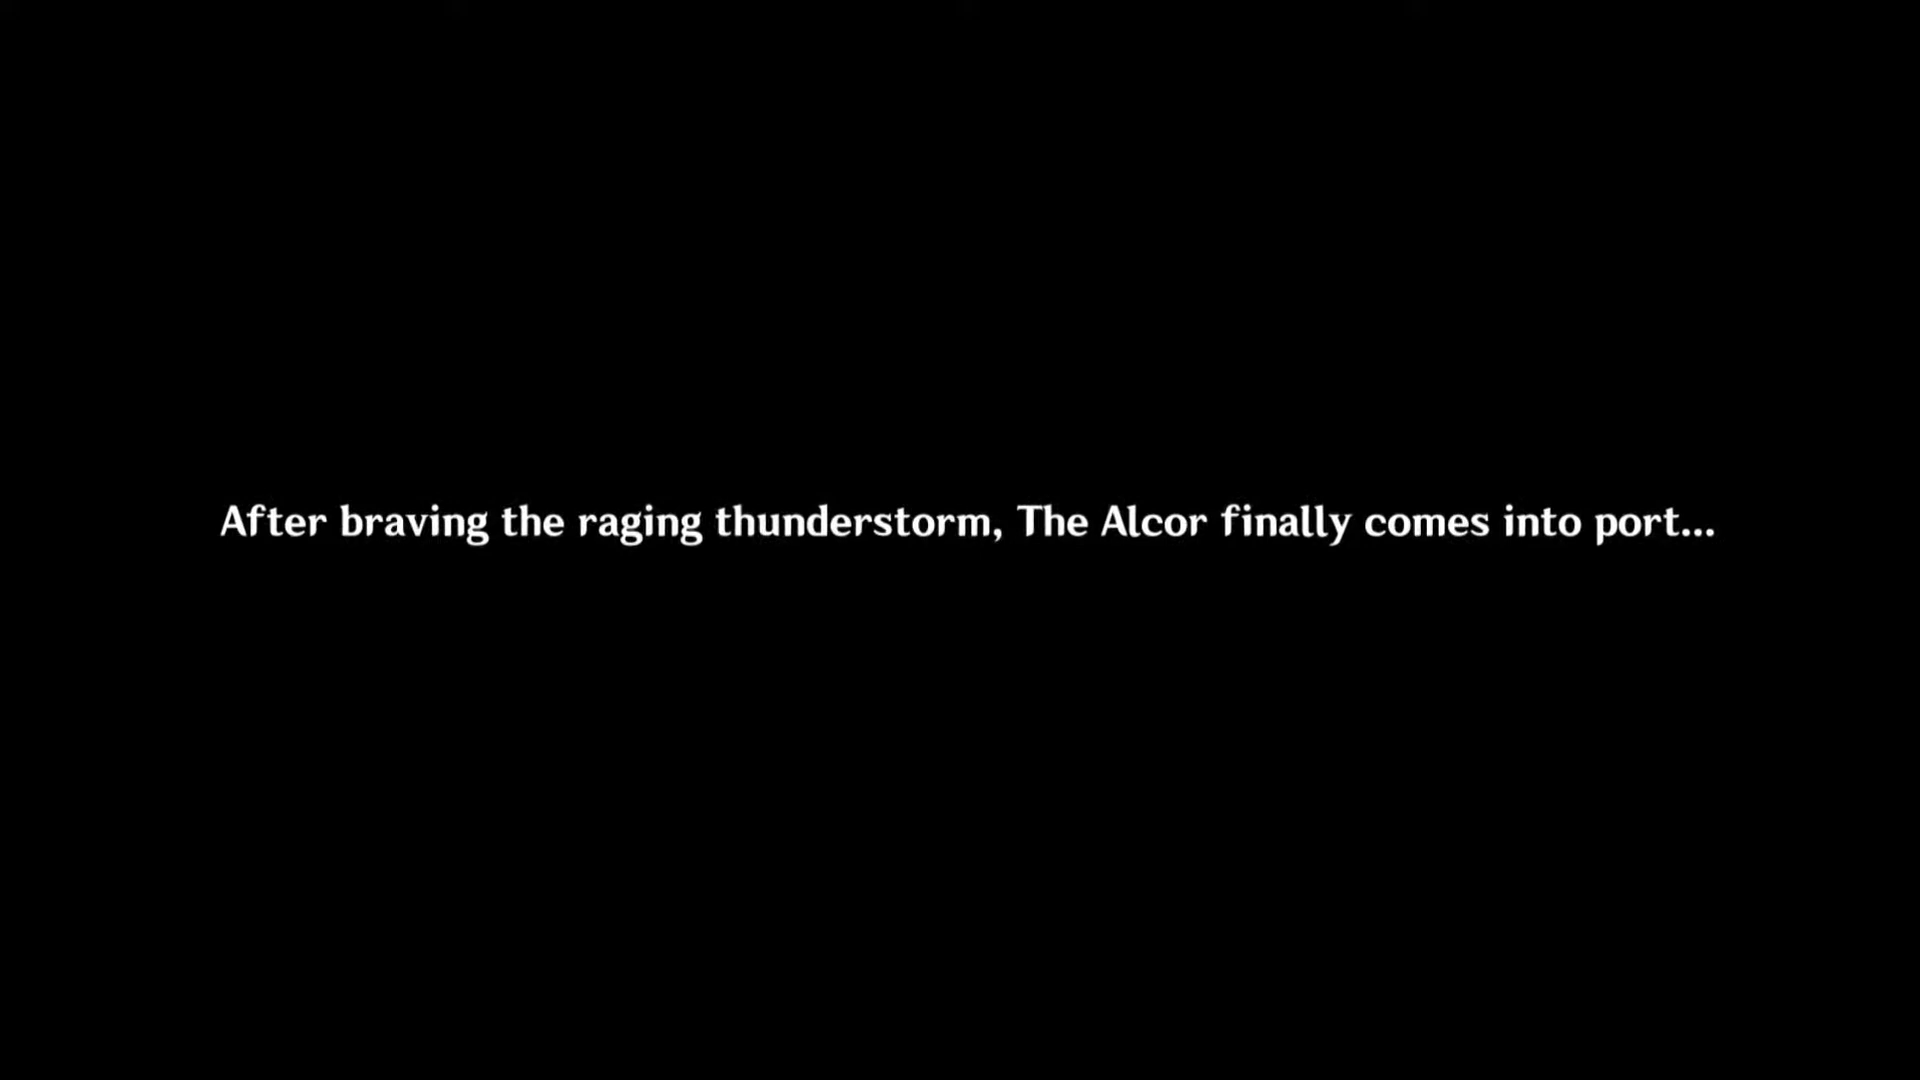 After braving the raging thunderstorm, The Alcor finally comes into port...